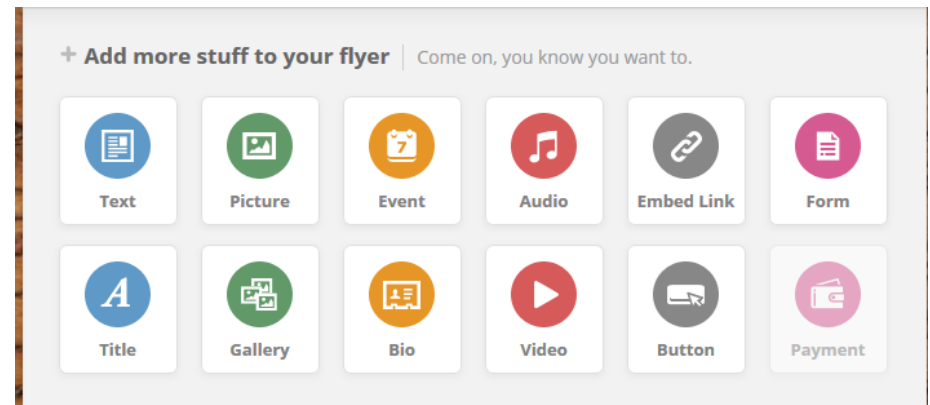 + Add more stuff to your flyer | Come on, you know you want to.
Text Picture Event Audio Embed Link Form
7
Title Gallery Bio Video Button Payment
A